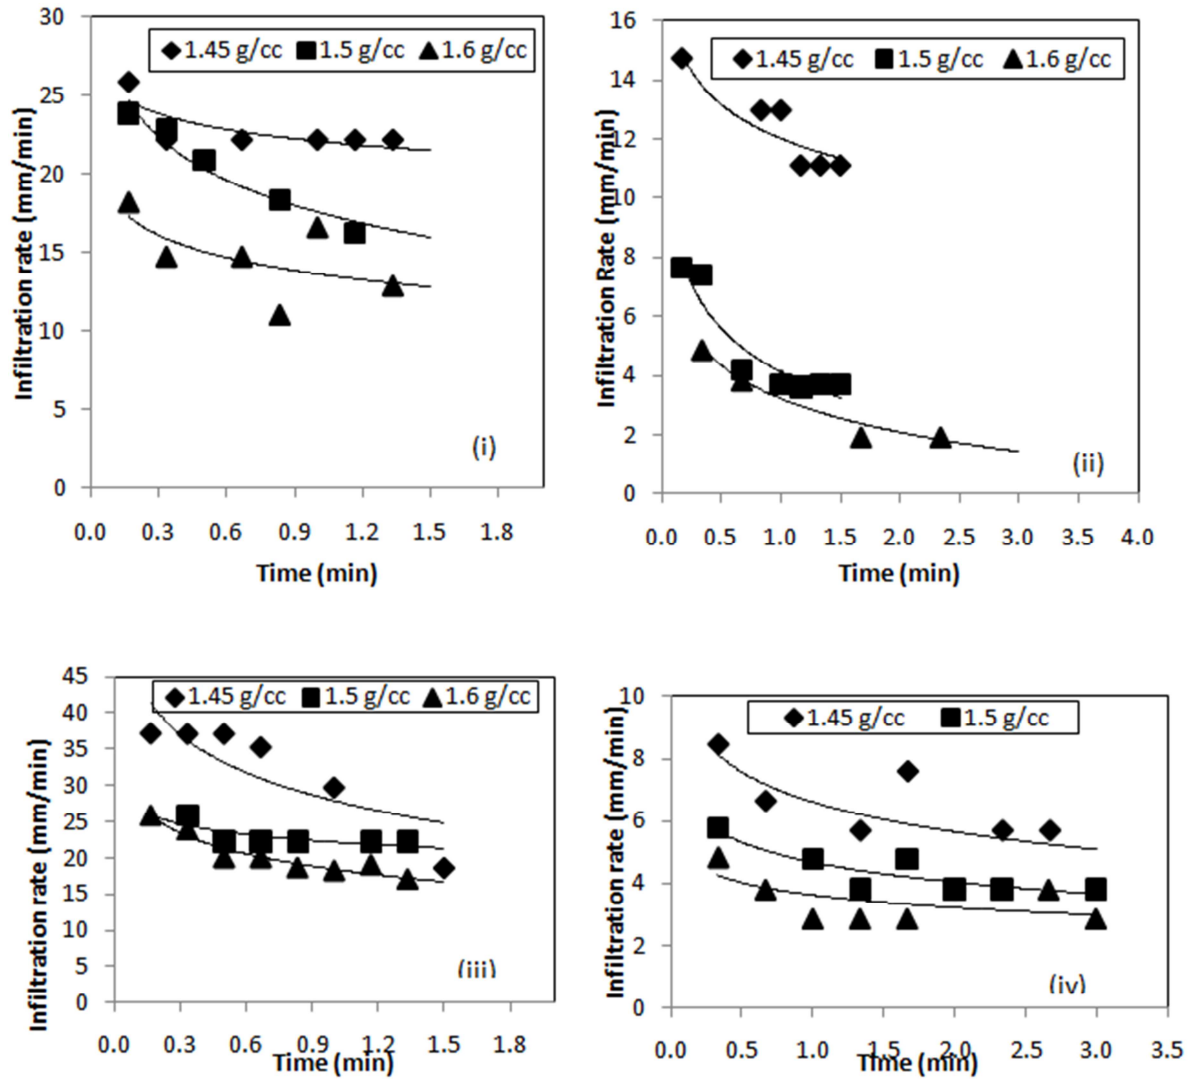 30
25
20
15
10
5
0
1.45 g/cc 1.5 g/cc 1.6 g/cc
(i)
0.0 0.3 0.6 0.9 1.2 1.5 1.8
Time (min)
Infiltration rate (mm/min)
16
14
12
10
8
6
4
2
0
1.45 g/cc 1.5 g/cc 1.6 g/cc
(ii)
0.0 0.5 1.0 1.5 2.0 2.5 3.0 3.5 4.0
Time (min)
Infiltration Rate (mm/min)
45
40
35
30
25
20
15
10
5
0
1.45 g/cc 1.5 g/cc 1.6 g/cc
(iii)
0.0 0.3 0.6 0.9 1.2 1.5 1.8
Time (min)
Infiltration rate (mm/min)
10
8
6
4
2
0
1.45 g/cc 1.5 g/cc
(iv)
0.0 0.5 1.0 1.5 2.0 2.5 3.0 3.5
Time (min)
Infiltration rate (mm/min)